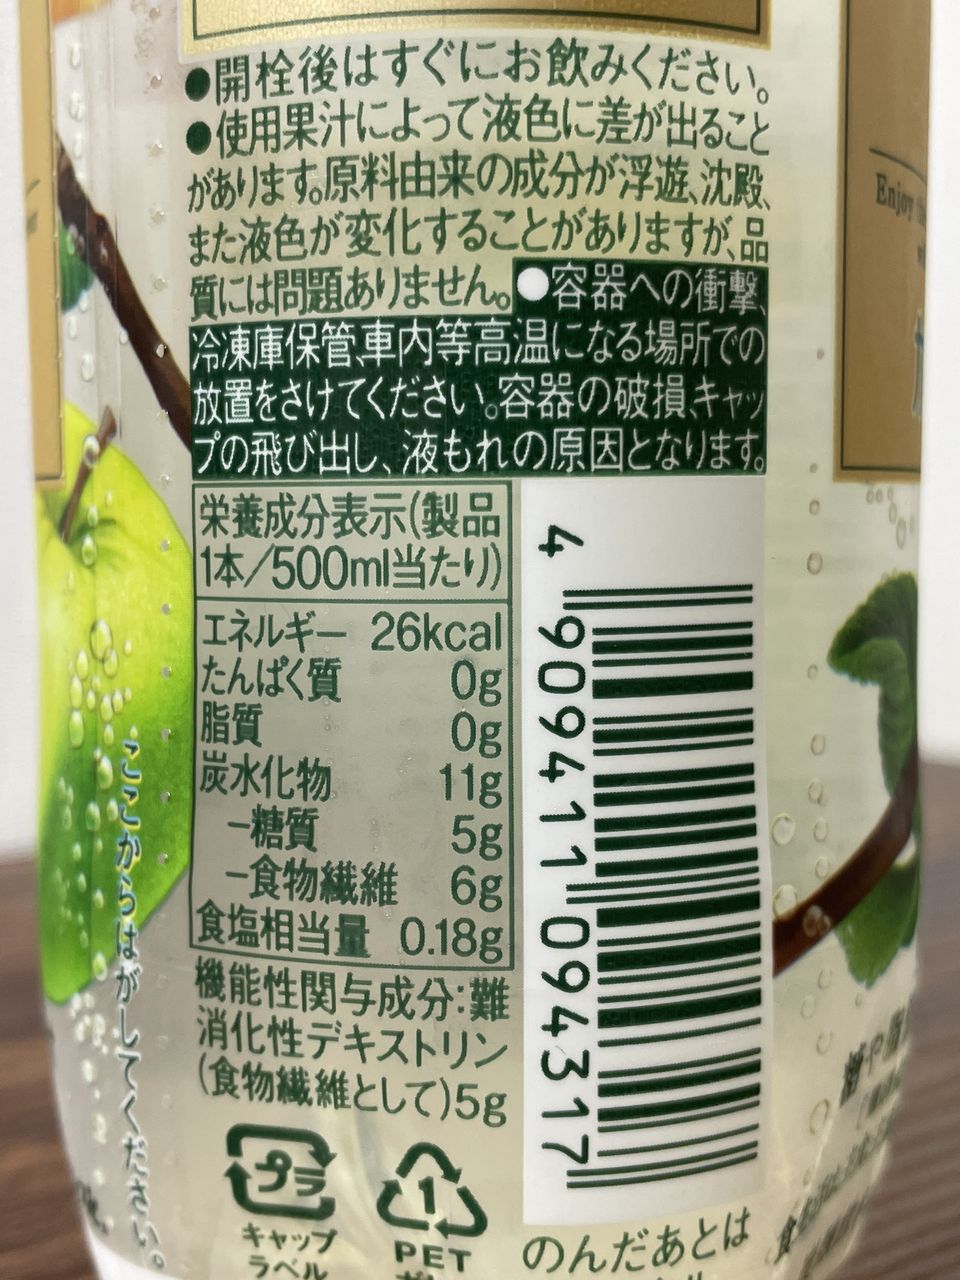 ●開栓後はすぐにお飲みください。
●使用果汁によって液色に差が出ること
があります。原料由来の成分が浮遊、沈殿、
また液色が変化することがありますが、品
質には問題ありません。●容器への衝撃、
冷凍庫保管、車内等高温になる場所での
放置をさけてください。容器の破損、キャッ
プの飛び出し、液もれの原因となります。
栄養成分表示(製品
1本/500ml当たり)
エネルギー 26kcal
たんぱく質 0g
脂質 0g
炭水化物 11g
－糖質 5g
－食物繊維 6g
食塩相当量 0.18g
機能性関与成分:難
消化性デキストリン
(食物繊維として)5g
4 909411 094317
プラ
キャップ
ラベル
1
PET
のんだあとは
ここからはがしてください。
Enjoy